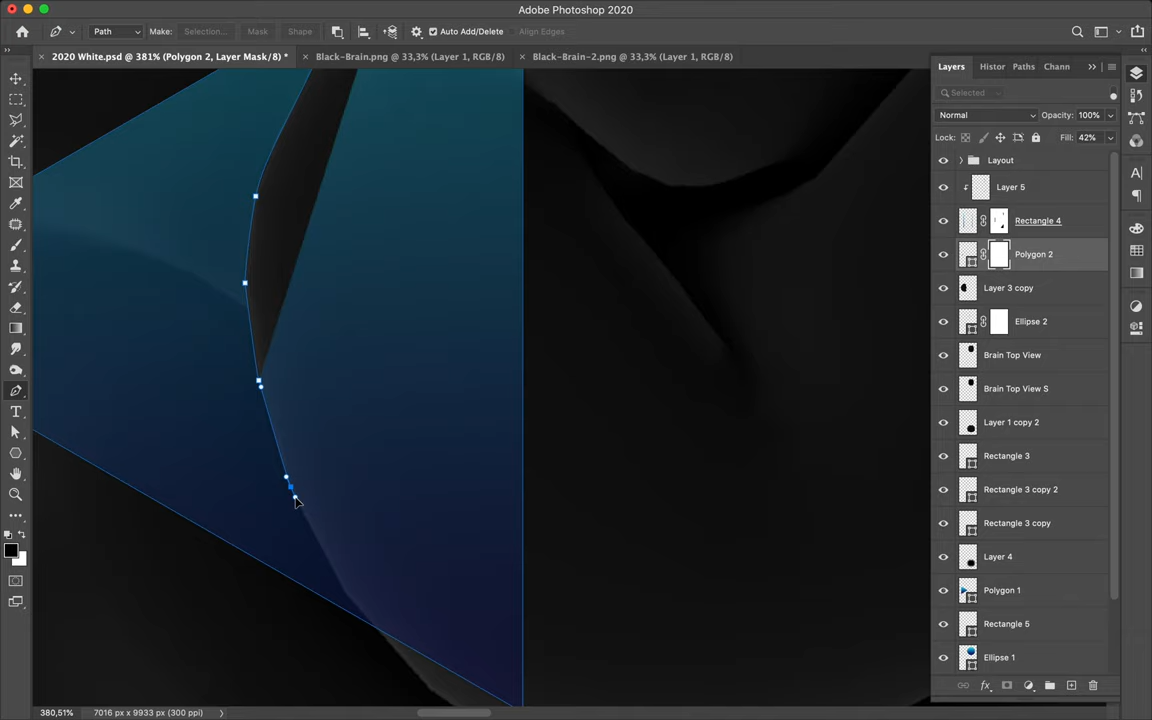 Adobe Photoshop 2020
Path Make: Selection... Mask Shape Auto Add/Delete Align Edges
2020 White.psd @ 381% (Polygon 2, Layer Mask/8) * Black-Brain.png @ 33,3% (Layer 1, RGB/8) Black-Brain-2.png @ 33,3% (Layer 1, RGB/8)
Layers Histor Paths Chann
Selected
Normal Opacity: 100%
Lock: Fill: 42%
Layout
Layer 5
Rectangle 4
Polygon 2
Layer 3 copy
Ellipse 2
Brain Top View
Brain Top View S
Layer 1 copy 2
Rectangle 3
Rectangle 3 copy 2
Rectangle 3 copy
Layer 4
Polygon 1
Rectangle 5
Ellipse 1
fx
380,51% 7016 px x 9933 px (300 ppi)